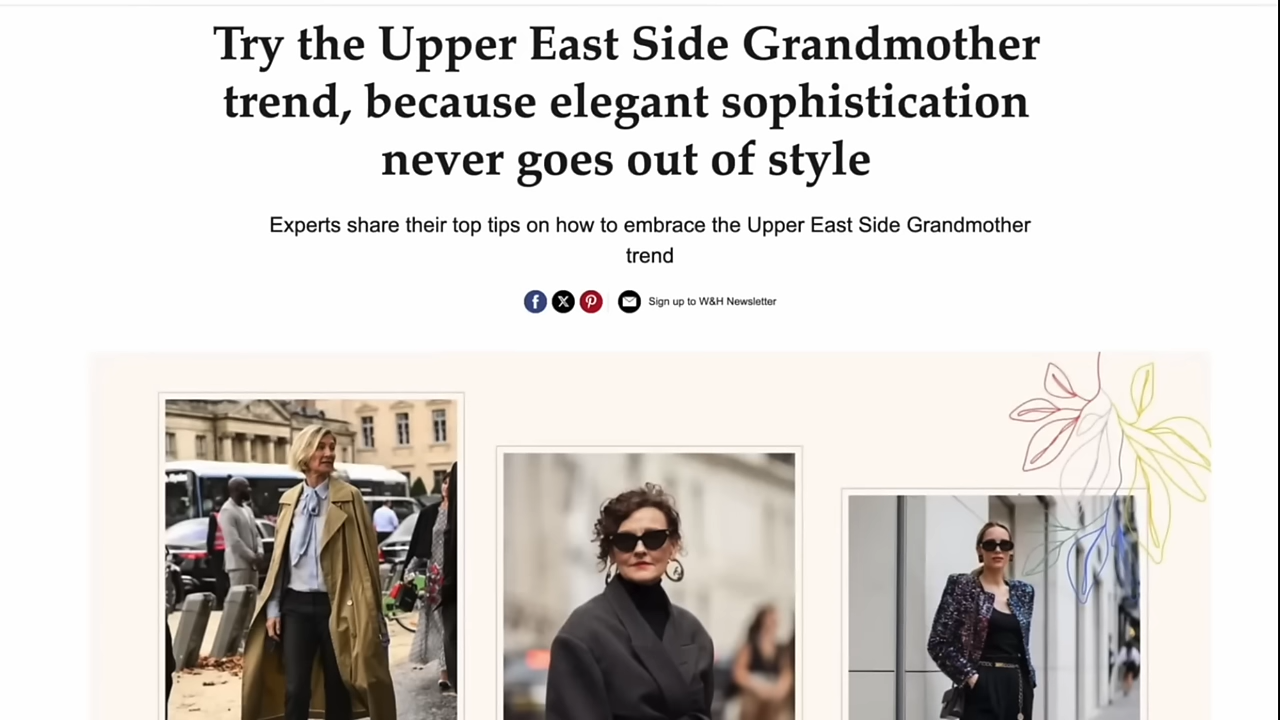 Try the Upper East Side Grandmother
trend, because elegant sophistication
never goes out of style
Experts share their top tips on how to embrace the Upper East Side Grandmother
trend
Sign up to W&H Newsletter